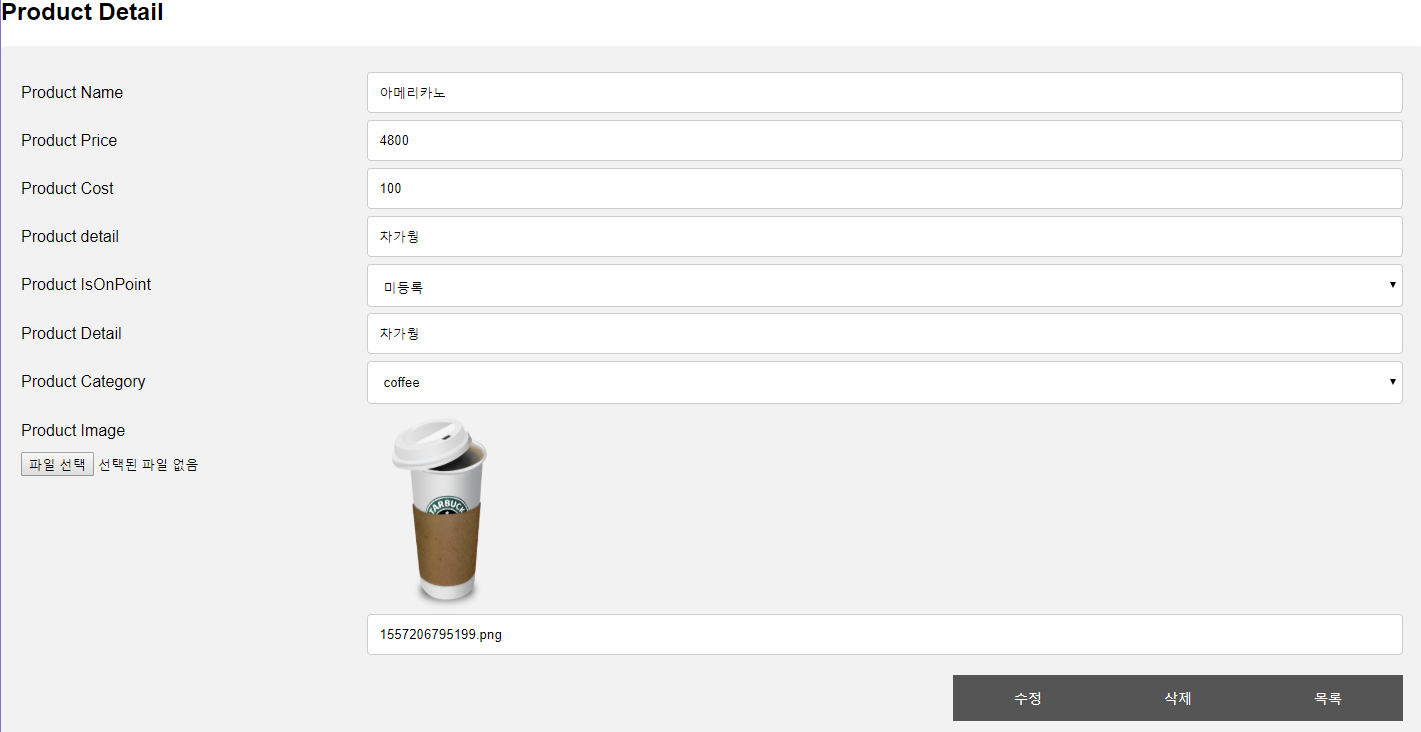 Product Detail
Product Name
아메리카노
Product Price
4800
Product Cost
100
Product detail
차가웡
Product IsOnPoint
미등록
Product Detail
차가웡
Product Category
coffee
Product Image
파일 선택 선택된 파일 없음
TARBUCK
1557206795199.png
수정 삭제 목록